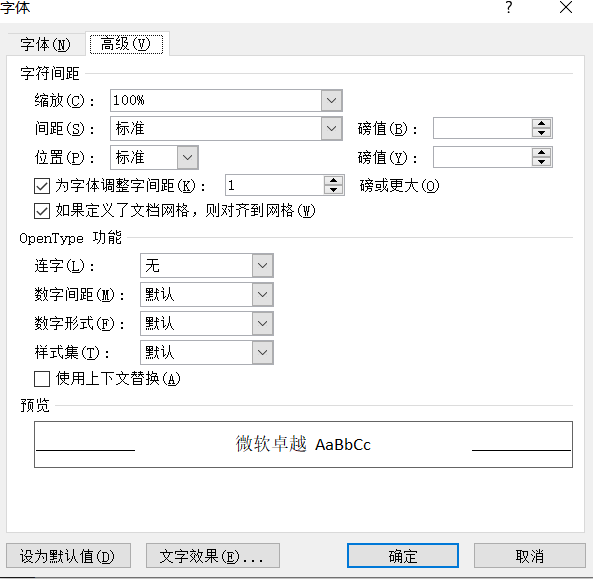 字体 ?
字体(N) 高级(V)
字符间距
缩放(C)： 100%
间距(S)： 标准 磅值(B)：
位置(P)： 标准 磅值(Y)：
为字体调整字间距(K)： 1 磅或更大(O)
如果定义了文档网格，则对齐到网格(W)
OpenType 功能
连字(L)： 无
数字间距(M)： 默认
数字形式(F)： 默认
样式集(T)： 默认
使用上下文替换(A)
预览
微软卓越 AaBbCc
设为默认值(D) 文字效果(E)... 确定 取消